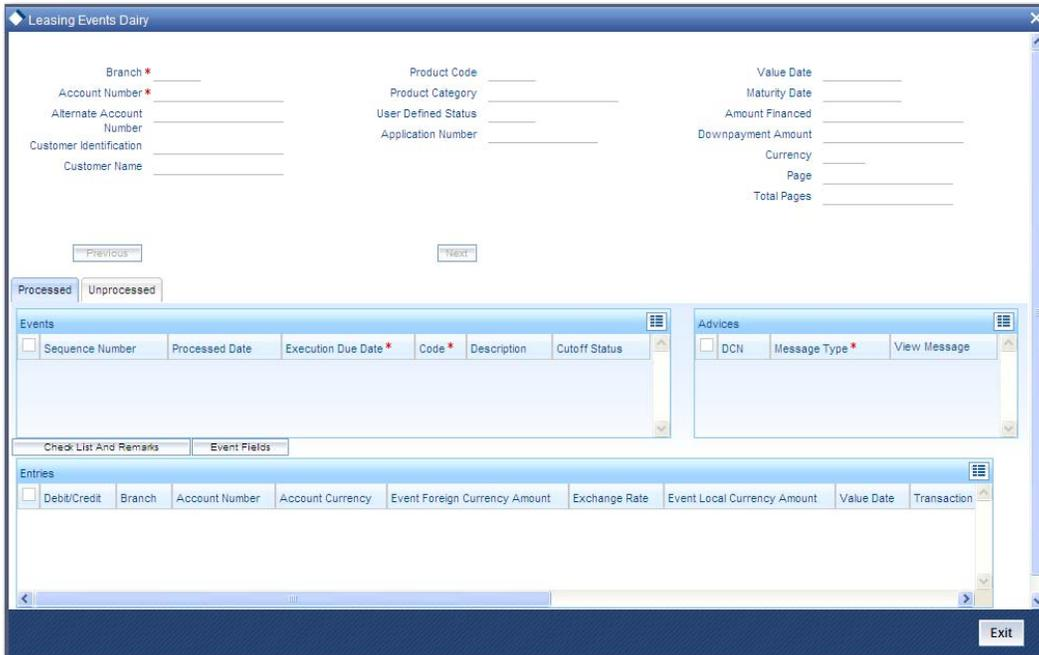 Leasing Events Dairy
Branch *
Account Number *
Alternate Account
Number
Customer Identification
Customer Name
Product Code
Product Category
User Defined Status
Application Number
Value Date
Maturity Date
Amount Financed
Downpayment Amount
Currency
Page
Total Pages
Previous Next
Processed Unprocessed
Events
Sequence Number Processed Date Execution Due Date * Code * Description Cutoff Status
Advices
DCN Message Type * View Message
Check List And Remarks Event Fields
Entries
Debit/Credit Branch Account Number Account Currency Event Foreign Currency Amount Exchange Rate Event Local Currency Amount Value Date Transaction
Exit